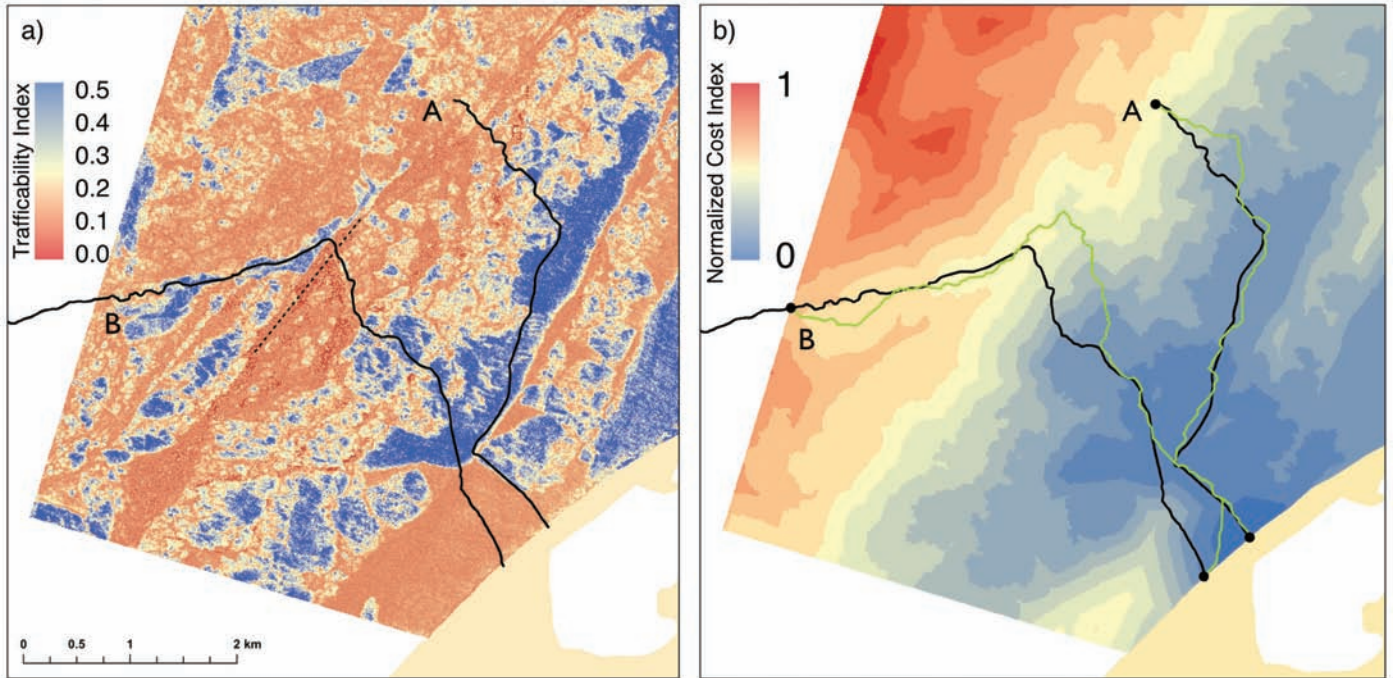 a)
Trafficability Index
0.5
0.4
0.3
0.2
0.1
0.0
A
B
0 0.5 1 2 km
b)
Normalized Cost Index
1
0
A
B